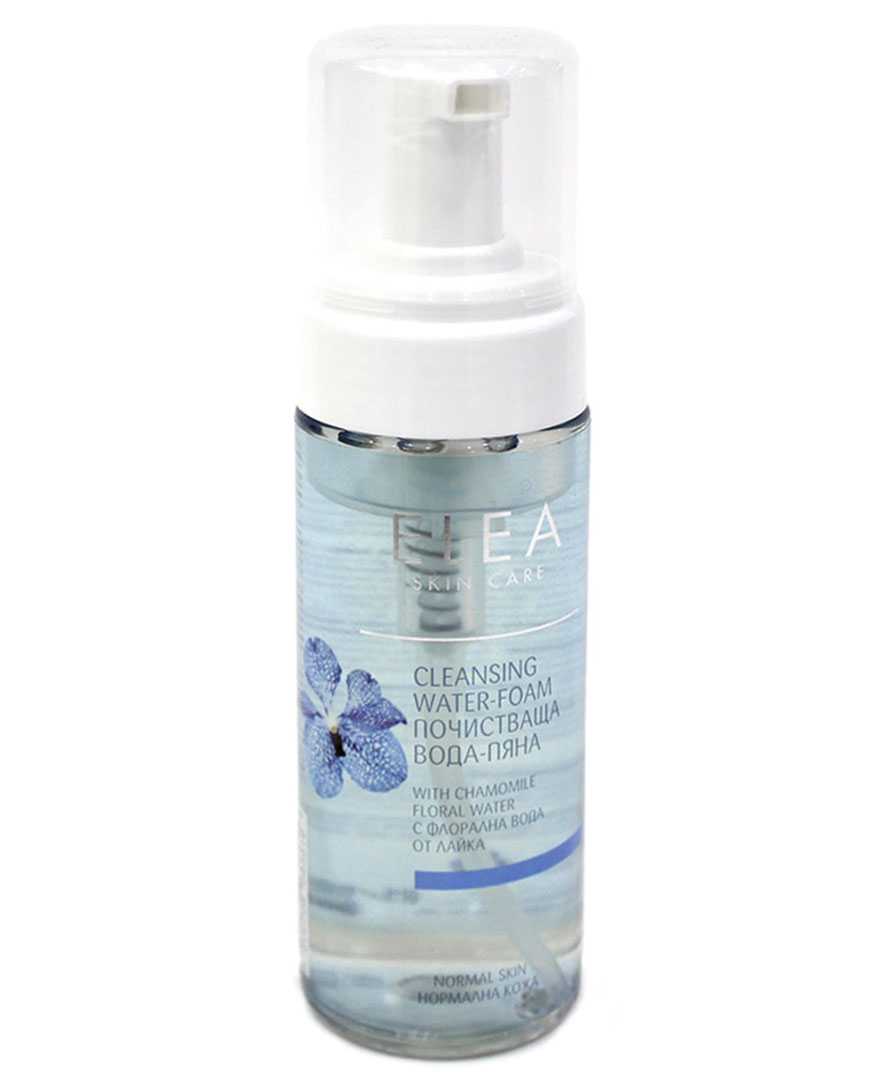 ELEA
SKIN CARE
CLEANSING
WATER-FOAM
ПОЧИСТВАЩА
ВОДА-ПЯНА
WITH CHAMOMILE
FLORAL WATER
С ФЛОРАЛНА ВОДА
ОТ ЛАЙКА
NORMAL SKIN
НОРМАЛНА КОЖА